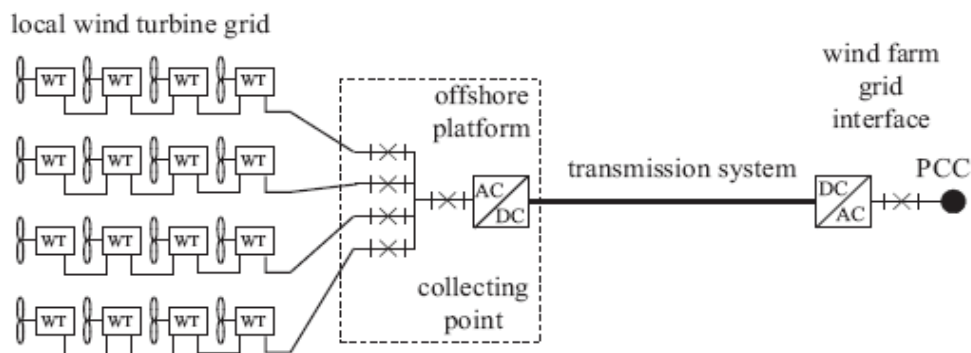 local wind turbine grid
WT WT WT WT
WT WT WT WT
WT WT WT WT
WT WT WT WT
offshore
platform
AC
DC
collecting
point
transmission system
wind farm
grid
interface
DC
AC
PCC